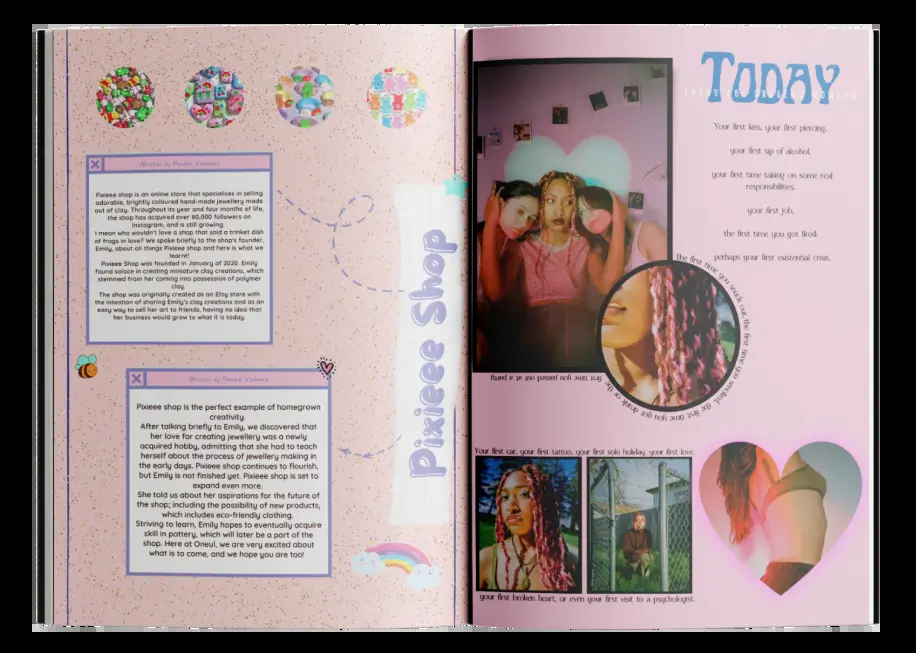 Pixieee shop is an online store that specialises in selling
adorable, brightly coloured hand-made jewellery made
out of clay. Throughout its year and four months of life,
the shop has acquired over 80,000 followers on
Instagram, and is still growing.
I mean who wouldn't love a shop that sold a trinket dish
of frogs in love? We spoke briefly to the shop's founder,
Emily, about all things Pixieee shop and here is what we
learnt!
Pixieee Shop was founded in January of 2020. Emily
found solace in creating miniature clay creations, which
stemmed from her coming into possession of polymer
clay.
The shop was originally created as an Etsy store with
the intention of sharing Emily's clay creations and as an
easy way to sell her art to friends, having no idea that
her business would grow to what it is today.
Written by
Pixieee shop is the perfect example of homegrown
creativity.
After talking briefly to Emily, we discovered that
her love for creating jewellery was a newly
acquired hobby, admitting that she had to teach
herself about the process of jewellery making in
the early days. Pixieee shop continues to flourish,
but Emily is not finished yet. Pixieee shop is set to
expand even more.
She told us about her aspirations for the future of
the shop; including the possibility of new products,
which includes eco-friendly clothing.
Striving to learn, Emily hopes to eventually acquire
skill in pottery, which will later be a part of the
shop. Here at Oneul, we are very excited about
what is to come, and we hope you are too!
Pixieee Shop
TODAY
Your first kiss, your first piercing,
your first sip of alcohol,
your first time taking on some real
responsibilities,
your first job,
the first time you got fired,
perhaps your first existential crisis.
The first time you snuck out, the first time you smoked, the first time you got drunk or the first time you passed out at a party
Your first car, your first tattoo, your first solo holiday, your first love,
your first broken heart, or even your first visit to a psychologist.